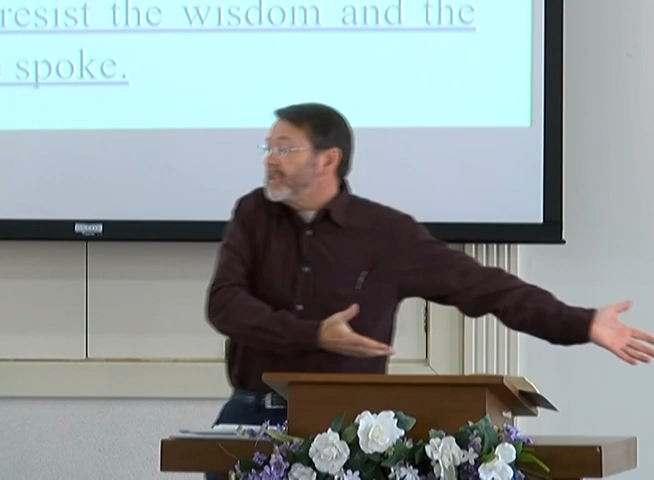 resist the wisdom and the
spoke.